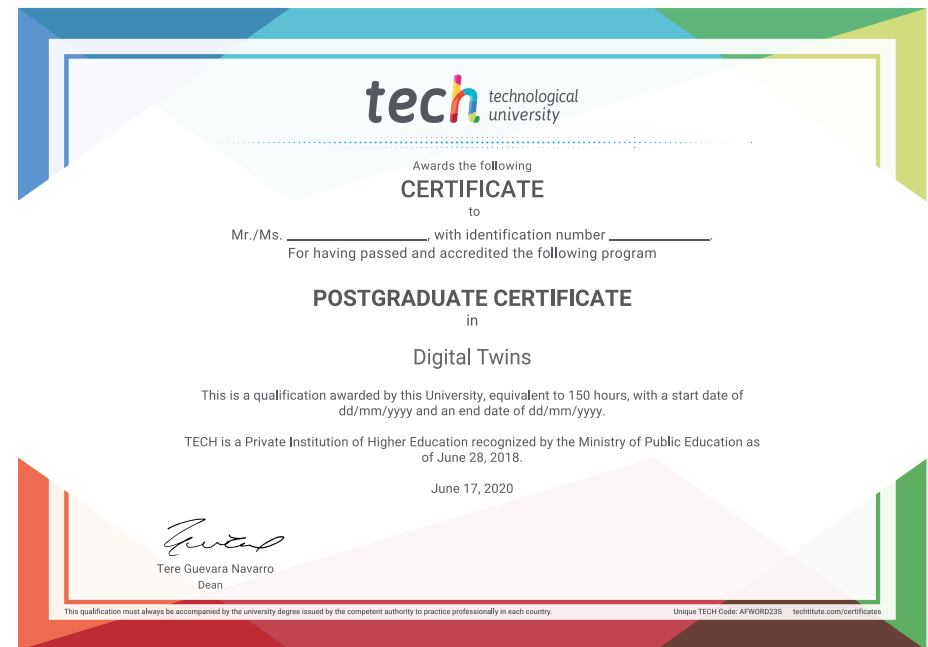 tech technological
university
Awards the following
CERTIFICATE
to
Mr./Ms. ____________________, with identification number ______________.
For having passed and accredited the following program
POSTGRADUATE CERTIFICATE
in
Digital Twins
This is a qualification awarded by this University, equivalent to 150 hours, with a start date of
dd/mm/yyyy and an end date of dd/mm/yyyy.
TECH is a Private Institution of Higher Education recognized by the Ministry of Public Education as
of June 28, 2018.
June 17, 2020
Tere Guevara Navarro
Dean
This qualification must always be accompanied by the university degree issued by the competent authority to practice professionally in each country.
Unique TECH Code: AFWORD23S techtitute.com/certificates